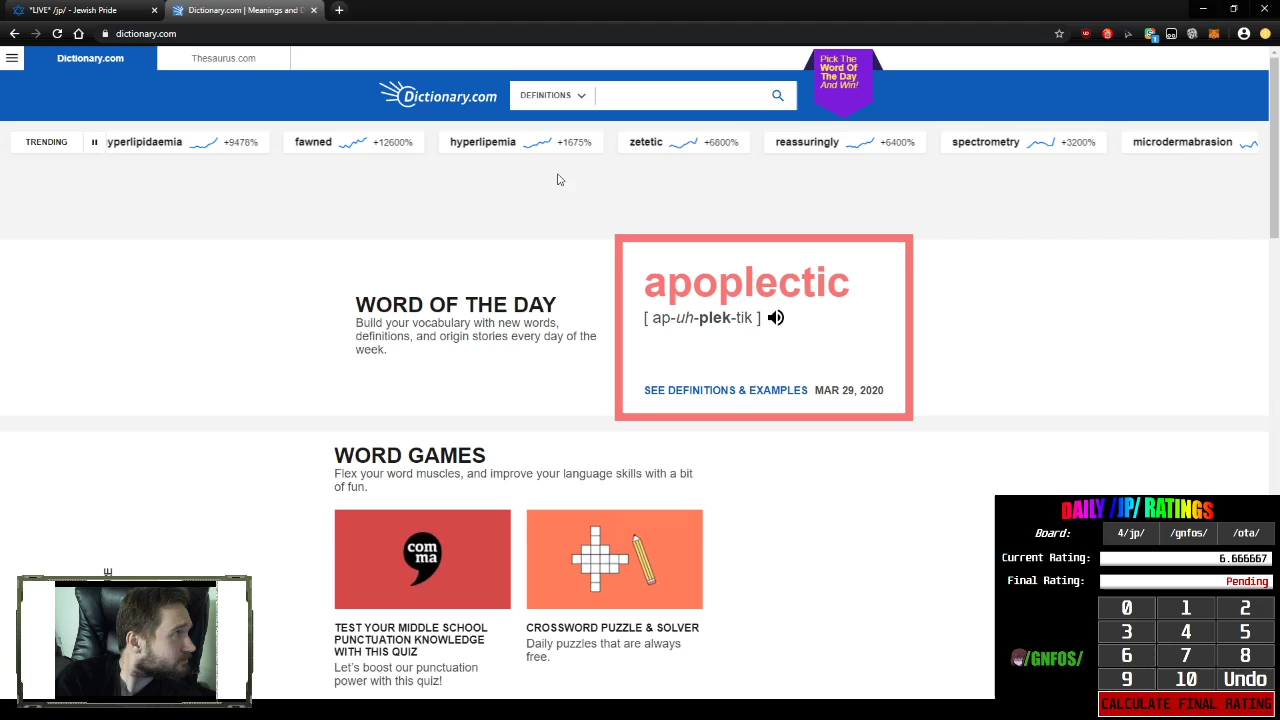 *LIVE* /jp/ - Jewish Pride
Dictionary.com | Meanings and D
dictionary.com
Dictionary.com
Thesaurus.com
Pick The
Word Of
The Day
And Win!
Dictionary.com
DEFINITIONS
TRENDING
yperlipidaemia +9478%
fawned +12600%
hyperlipemia +1675%
zetetic +6800%
reassuringly +6400%
spectrometry +3200%
microdermabrasion
WORD OF THE DAY
Build your vocabulary with new words,
definitions, and origin stories every day of the
week.
apoplectic
[ ap-uh-plek-tik ]
SEE DEFINITIONS & EXAMPLES MAR 29, 2020
WORD GAMES
Flex your word muscles, and improve your language skills with a bit
of fun.
com
ma
TEST YOUR MIDDLE SCHOOL
PUNCTUATION KNOWLEDGE
WITH THIS QUIZ
Let's boost our punctuation
power with this quiz!
CROSSWORD PUZZLE & SOLVER
Daily puzzles that are always
free.
DAILY /JP/ RATINGS
Board: 4/jp/ /gnfos/ /ota/
Current Rating: 6.666667
Final Rating: Pending
0 1 2
3 4 5
6 7 8
9 10 Undo
/GNFOS/
CALCULATE FINAL RATING